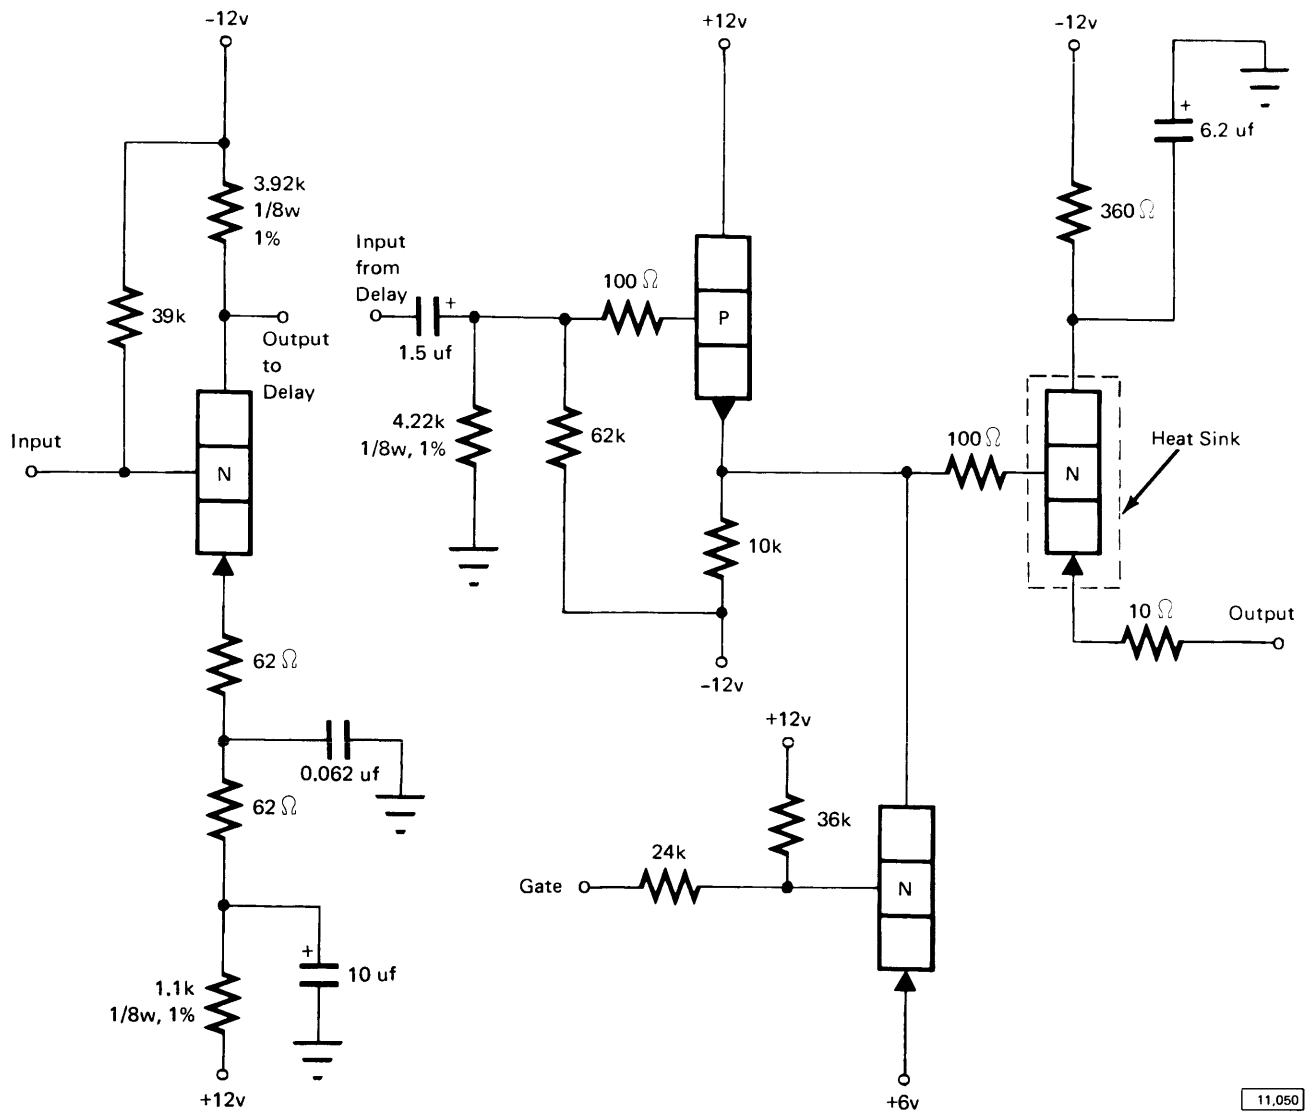 -12v
+12v
-12v
+
6.2 uf
3.92k
1/8w
1%
360 Ω
Input
from
Delay
+
1.5 uf
100 Ω
P
39k
Output
to
Delay
Input
N
4.22k
1/8w, 1%
62k
100 Ω
N
Heat Sink
10k
10 Ω
Output
-12v
62 Ω
0.062 uf
62 Ω
+12v
36k
24k
Gate
N
+
10 uf
1.1k
1/8w, 1%
+12v
+6v
11,050